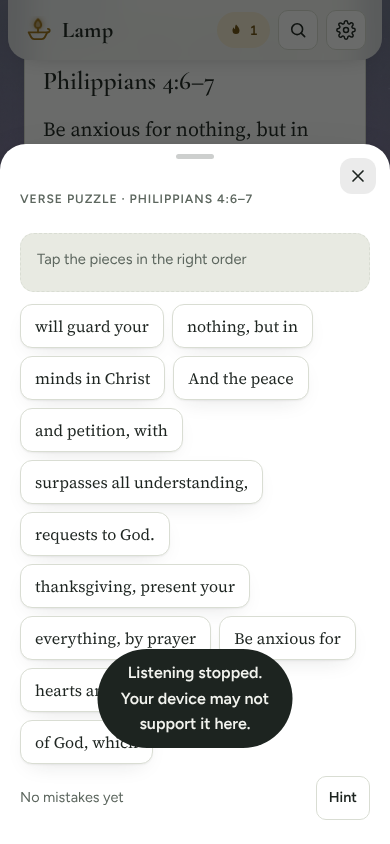 Lamp
1
Philippians 4:6–7
Be anxious for nothing, but in
VERSE PUZZLE · PHILIPPIANS 4:6–7
Tap the pieces in the right order
will guard your
nothing, but in
minds in Christ
And the peace
and petition, with
surpasses all understanding,
requests to God.
thanksgiving, present your
everything, by prayer
Be anxious for
hearts
Listening stopped.
Your device may not
support it here.
of God, which
No mistakes yet
Hint